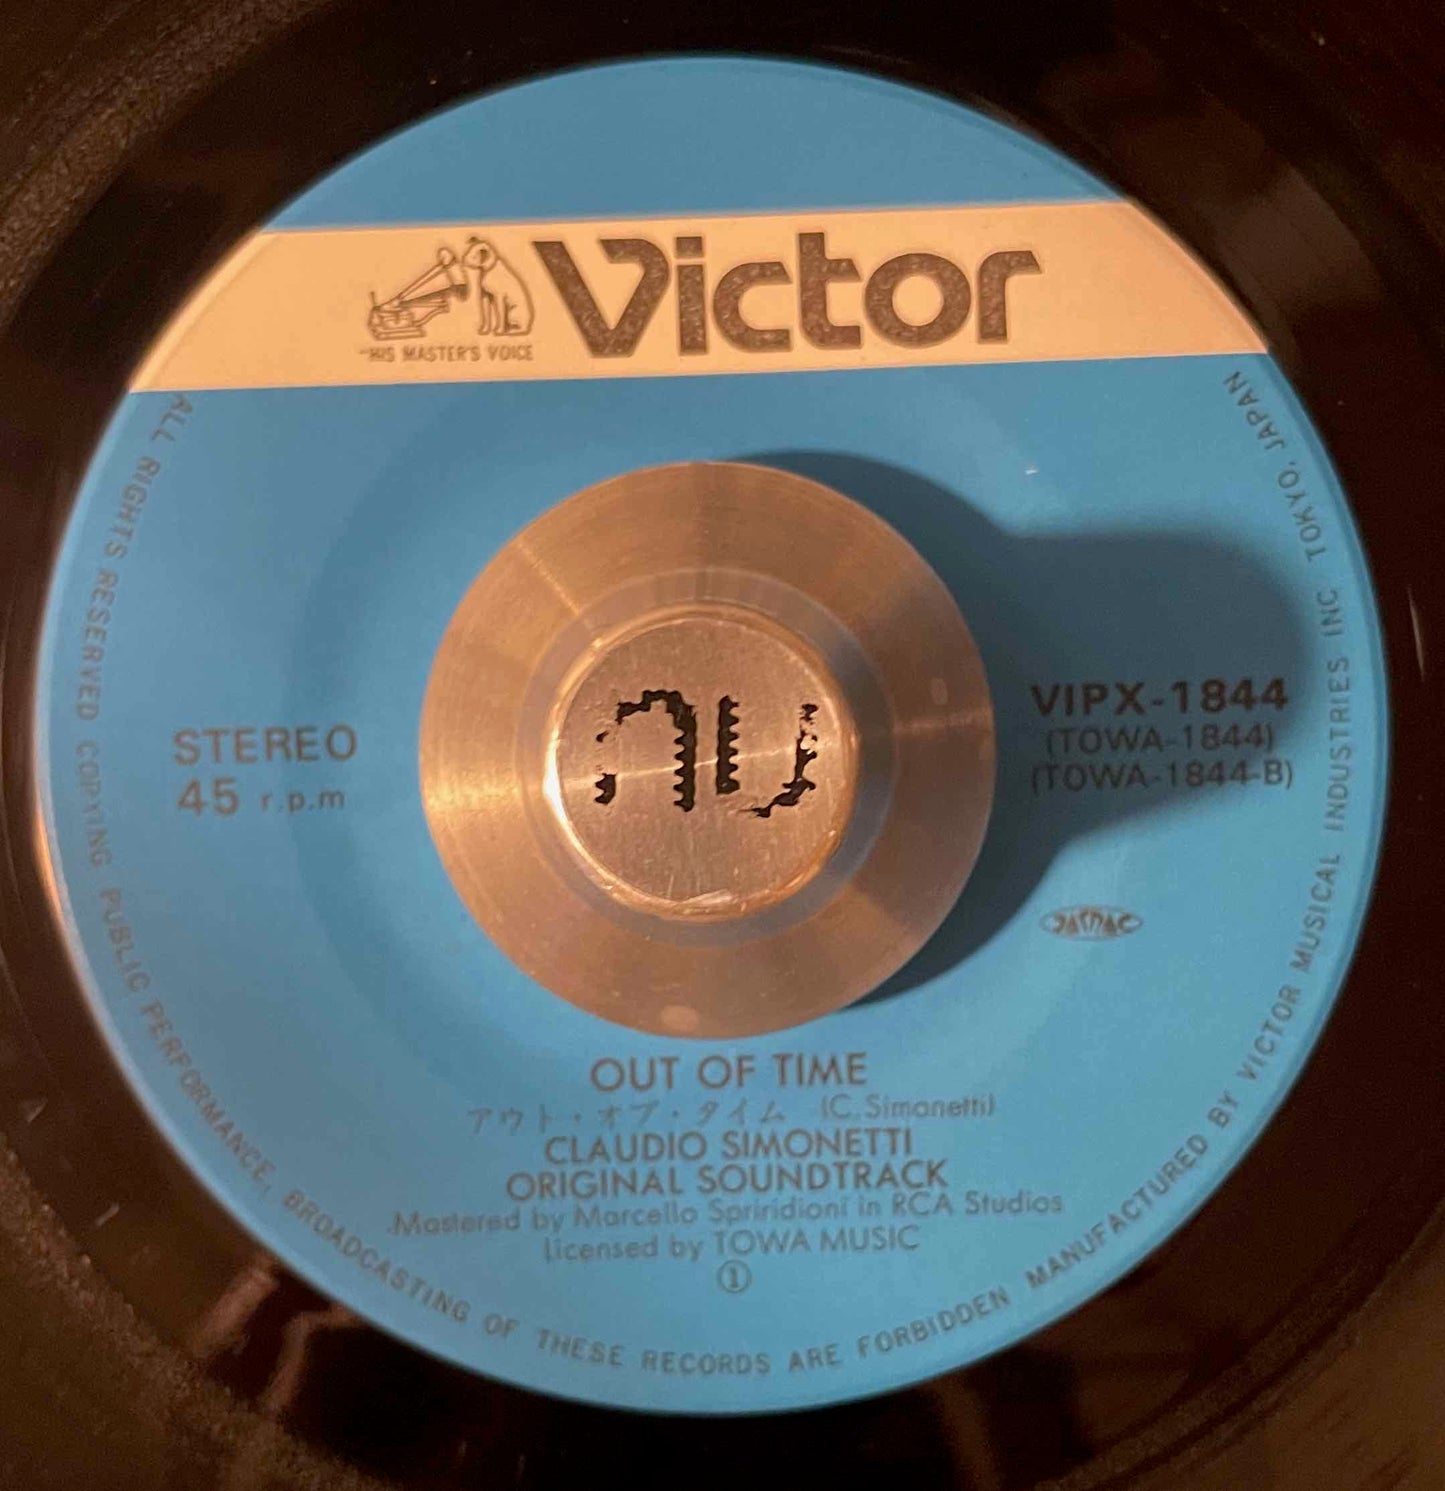 Victor
"HIS MASTER'S VOICE
STEREO
45 r.p.m
VIPX-1844
(TOWA-1844)
(TOWA-1844-B)
JASRAC
OUT OF TIME
アウト・オブ・タイム (C.Simonetti)
CLAUDIO SIMONETTI
ORIGINAL SOUNDTRACK
Mastered by Marcello Spriridioni in RCA Studios
licensed by TOWA MUSIC
①
ALL RIGHTS RESERVED COPYING PUBLIC PERFORMANCE, BROADCASTING OF THESE RECORDS ARE FORBIDDEN MANUFACTURED BY VICTOR MUSICAL INDUSTRIES INC TOKYO, JAPAN